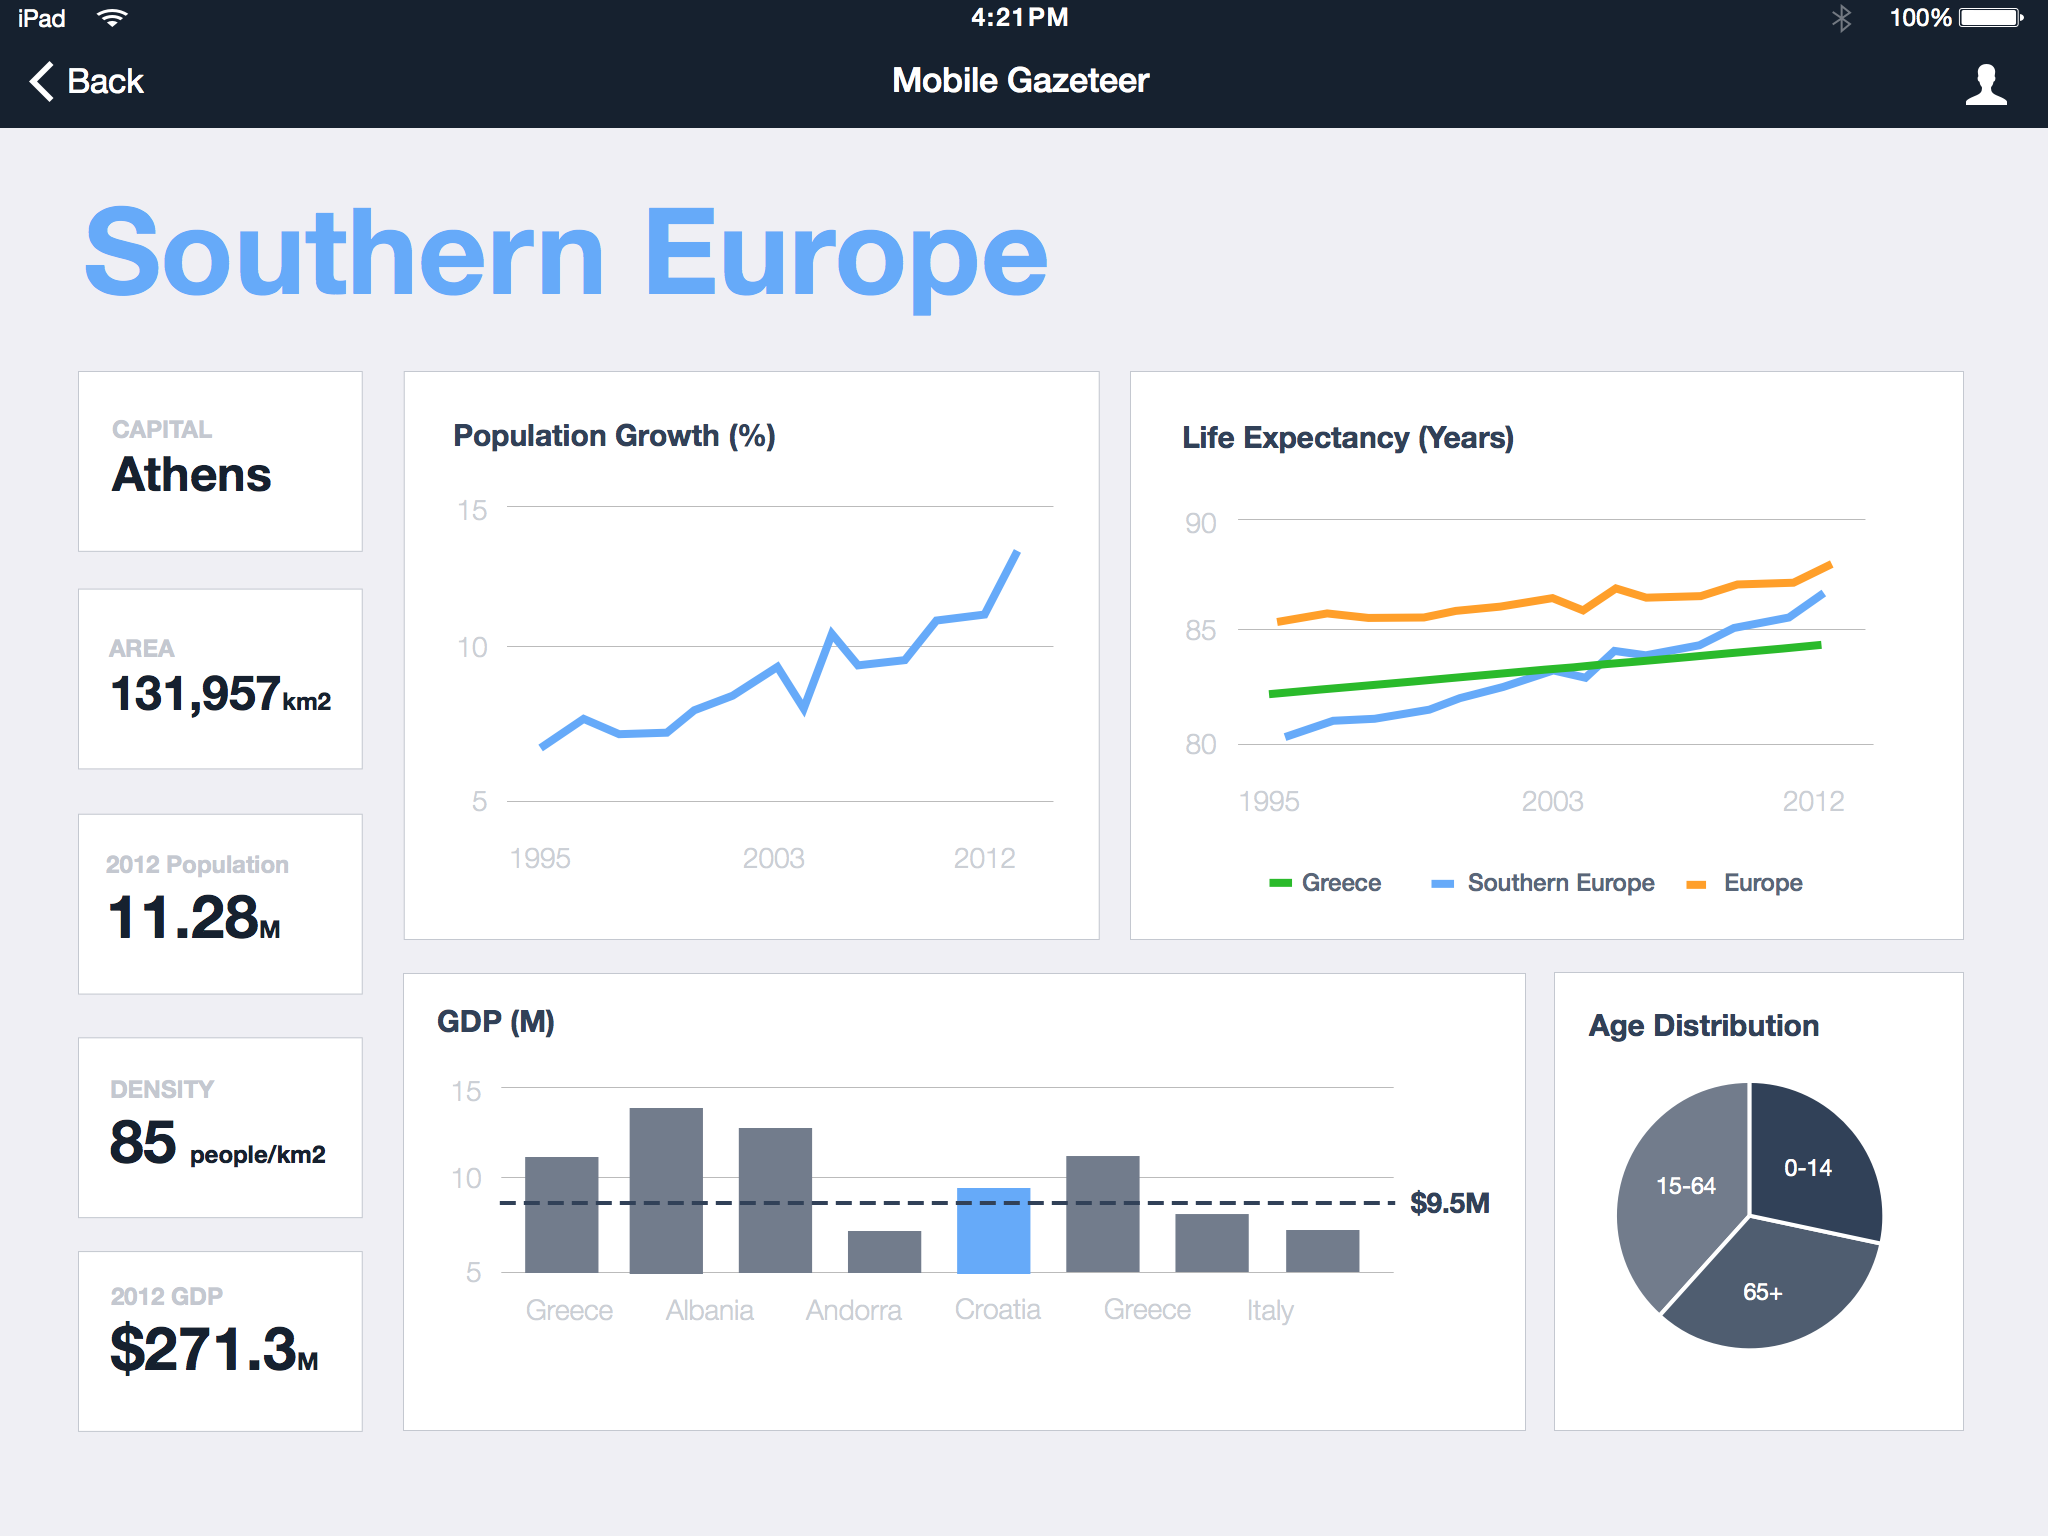 iPad
4:21PM
100%
Back
Mobile Gazeteer
Southern Europe
CAPITAL
Athens
AREA
131,957km2
2012 Population
11.28M
DENSITY
85 people/km2
2012 GDP
$271.3M
Population Growth (%)
15
10
5
1995 2003 2012
Life Expectancy (Years)
90
85
80
1995 2003 2012
Greece Southern Europe Europe
GDP (M)
15
10
$9.5M
5
Greece Albania Andorra Croatia Greece Italy
Age Distribution
0-14
15-64
65+